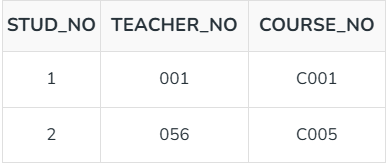 STUD_NO TEACHER_NO COURSE_NO
1 001 C001
2 056 C005